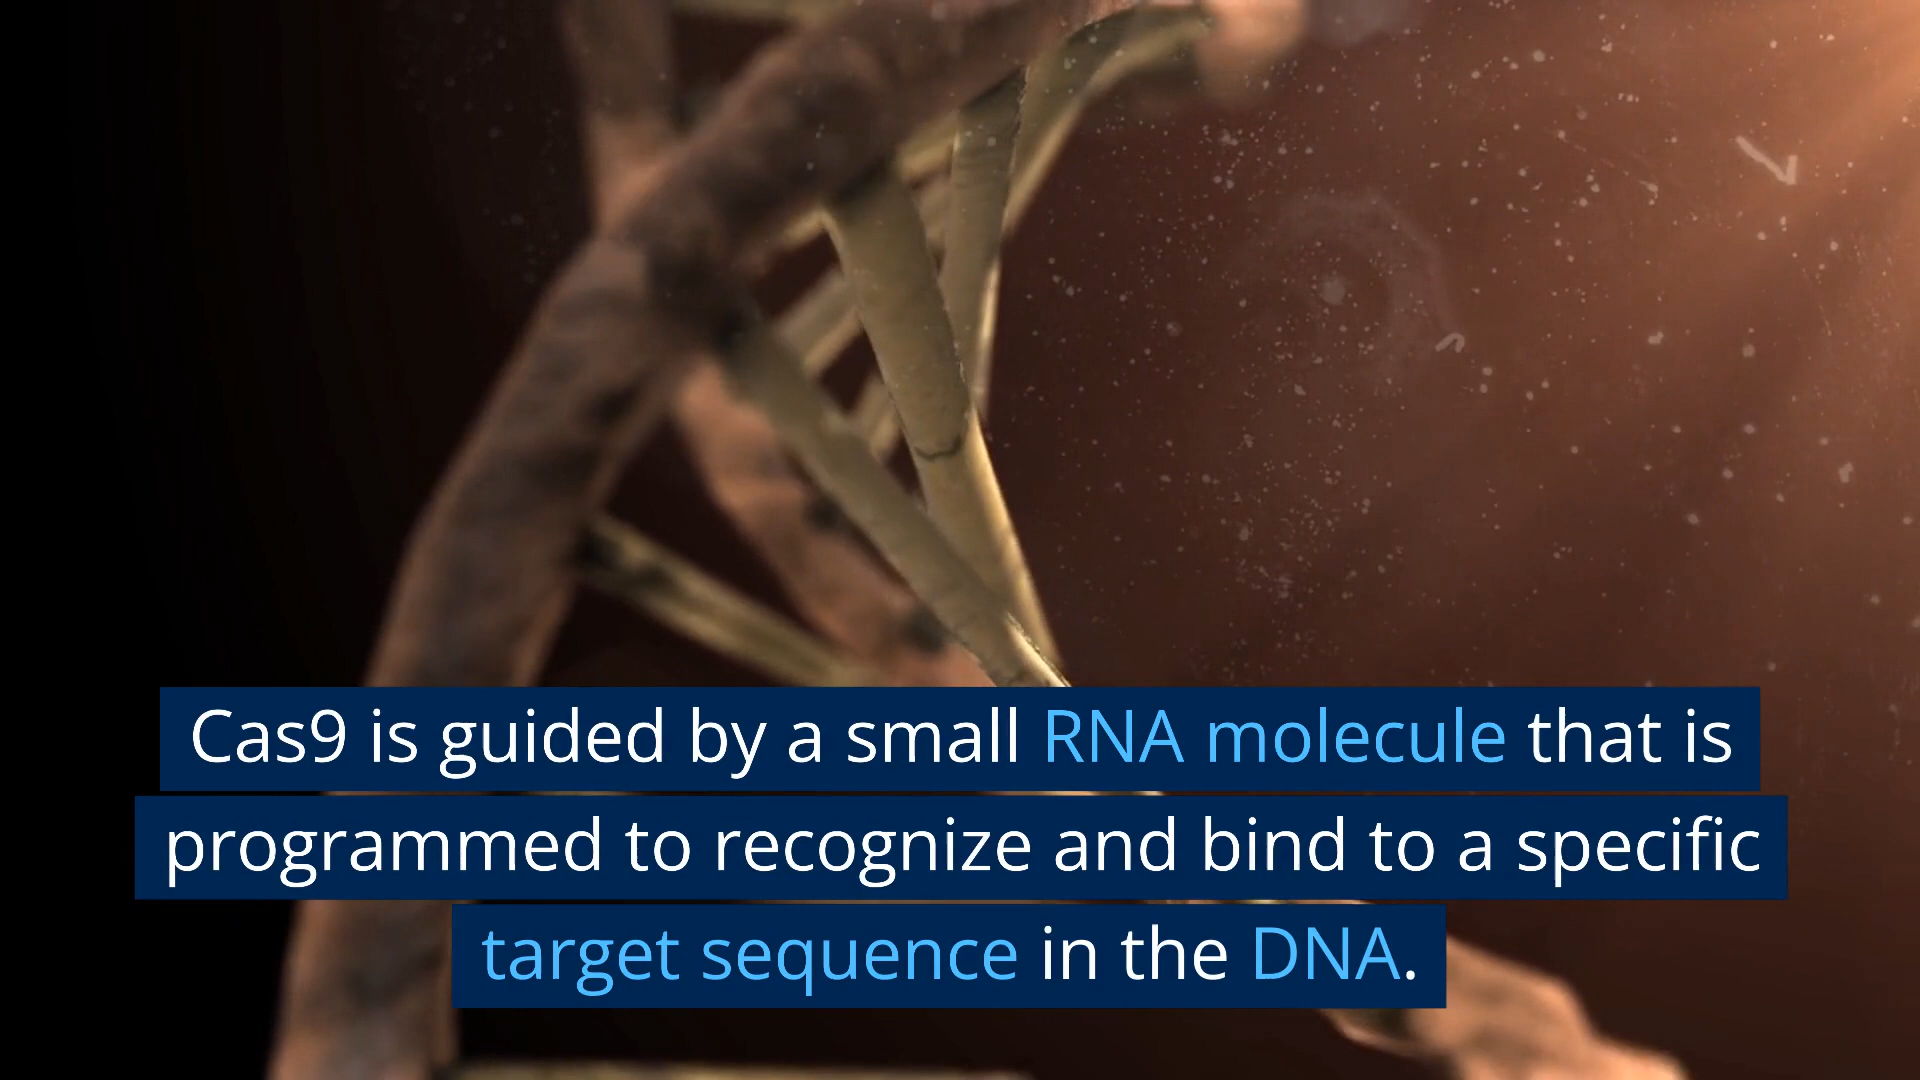 Cas9 is guided by a small RNA molecule that is
programmed to recognize and bind to a specific
target sequence in the DNA.